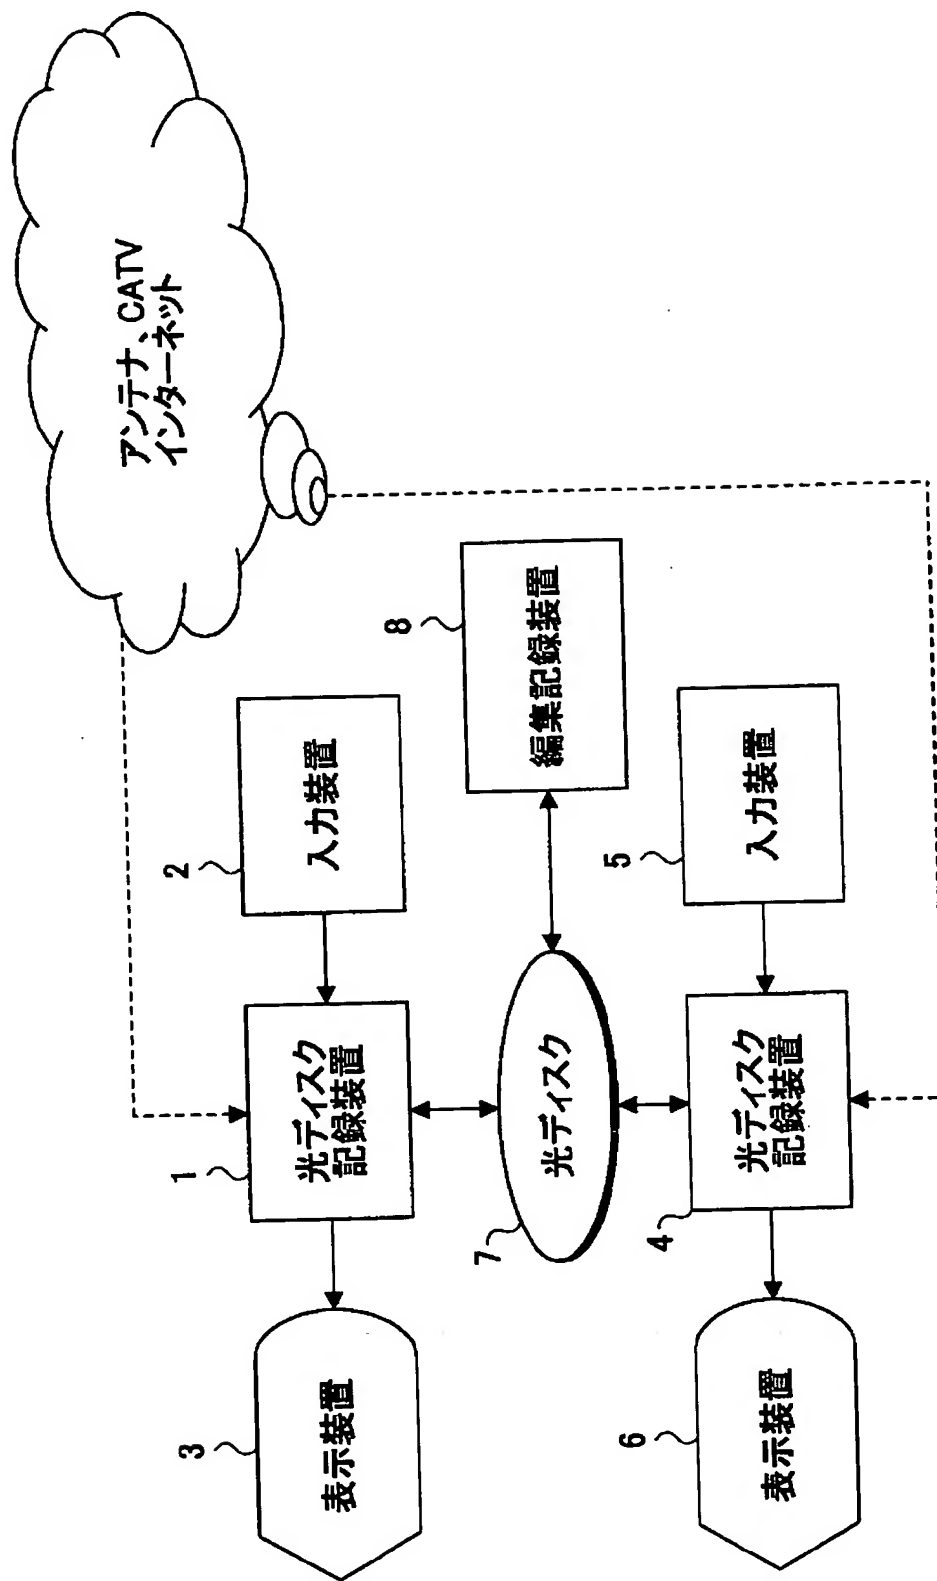 アンテナ、CATV
インターネット
3
表示装置
1
光ディスク
記録装置
2
入力装置
7
光ディスク
8
編集記録装置
6
表示装置
4
光ディスク
記録装置
5
入力装置